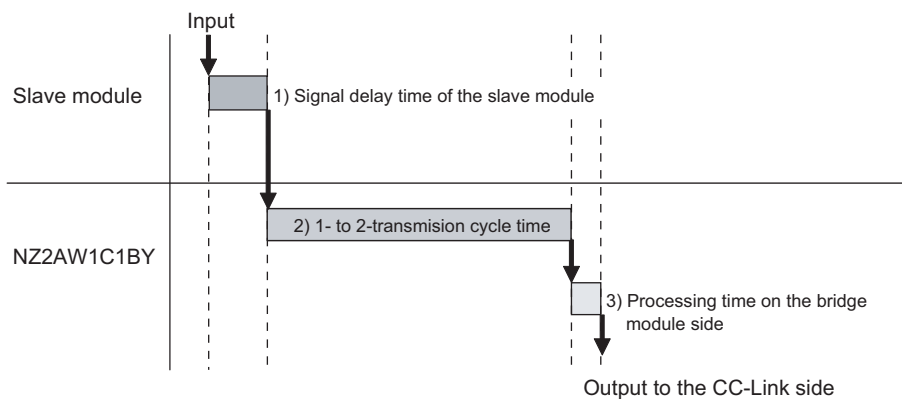 Input
Slave module
1) Signal delay time of the slave module
2) 1- to 2-transmision cycle time
NZ2AW1C1BY
3) Processing time on the bridge
module side
Output to the CC-Link side